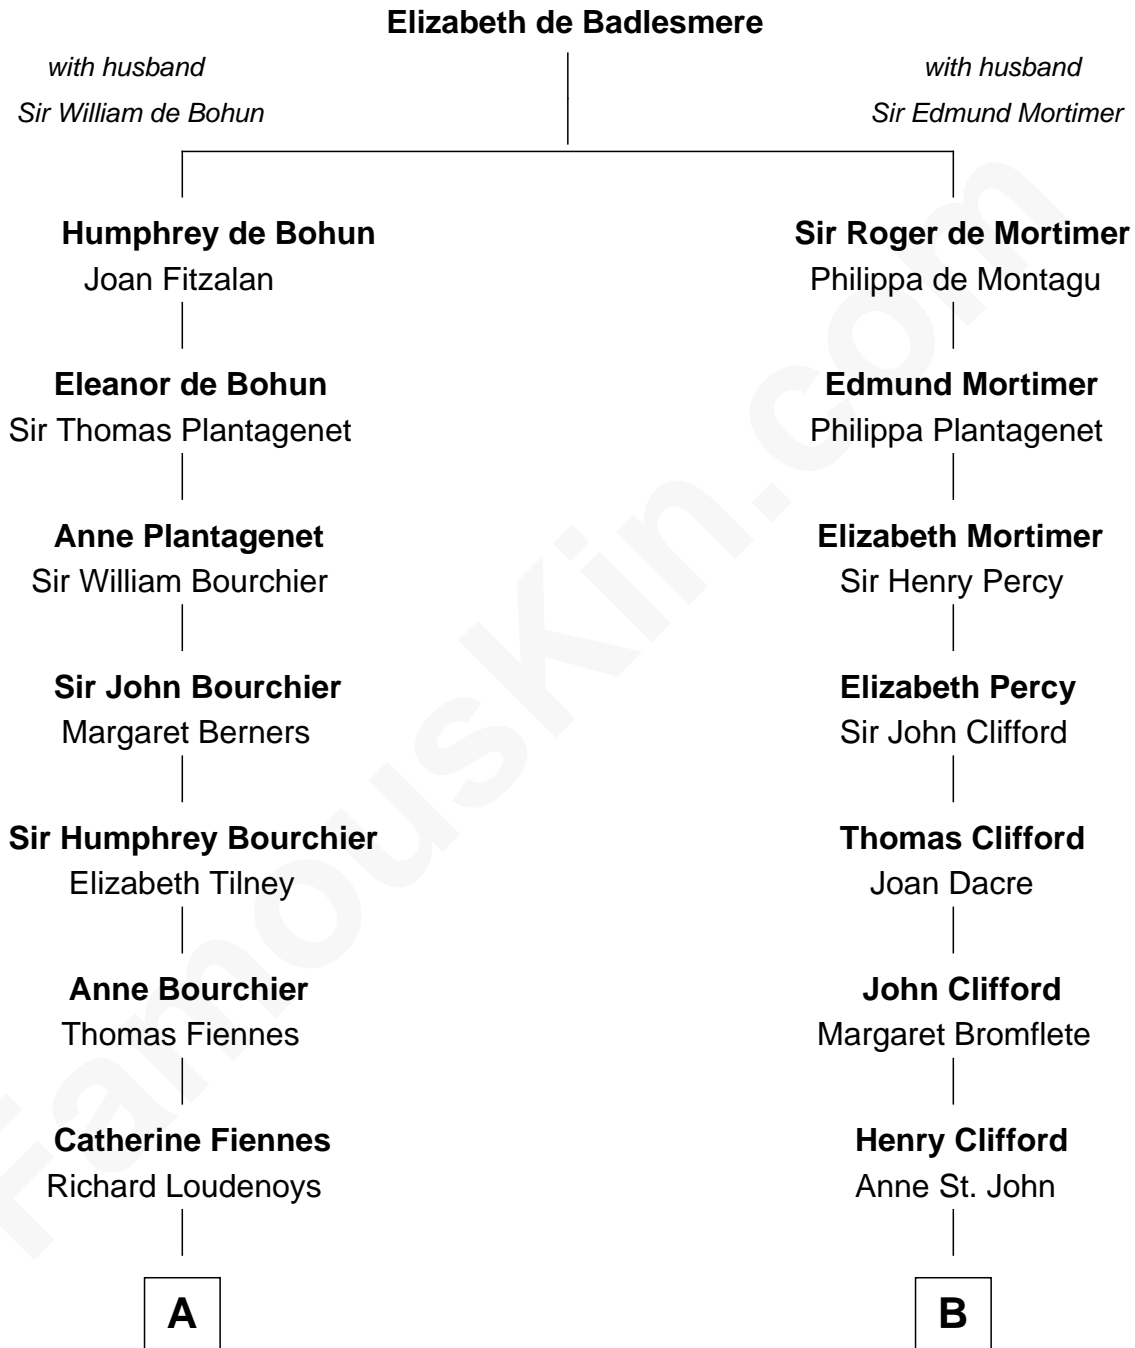 Elizabeth de Badlesmere
with husband
Sir William de Bohun
with husband
Sir Edmund Mortimer
Humphrey de Bohun
Joan Fitzalan
Sir Roger de Mortimer
Philippa de Montagu
Eleanor de Bohun
Sir Thomas Plantagenet
Edmund Mortimer
Philippa Plantagenet
Anne Plantagenet
Sir William Bourchier
Elizabeth Mortimer
Sir Henry Percy
Sir John Bourchier
Margaret Berners
Elizabeth Percy
Sir John Clifford
Sir Humphrey Bourchier
Elizabeth Tilney
Thomas Clifford
Joan Dacre
Anne Bourchier
Thomas Fiennes
John Clifford
Margaret Bromflete
Catherine Fiennes
Richard Loudenoys
Henry Clifford
Anne St. John
A
B
FamousKin.com